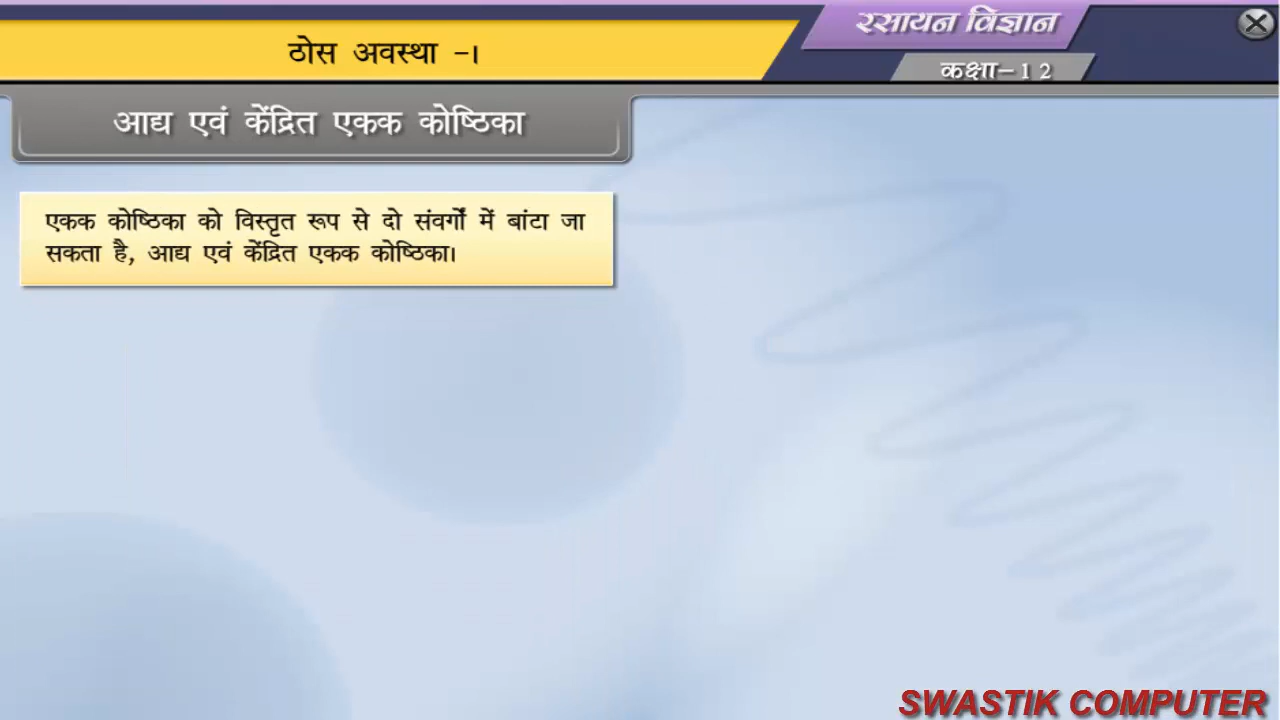 रसायन विज्ञान
ठोस अवस्था -।
कक्षा-12
आद्य एवं केंद्रित एकक कोष्ठिका
एकक कोष्ठिका को विस्तृत रूप से दो संवर्गों में बांटा जा
सकता है, आद्य एवं केंद्रित एकक कोष्ठिका।
SWASTIK COMPUTER